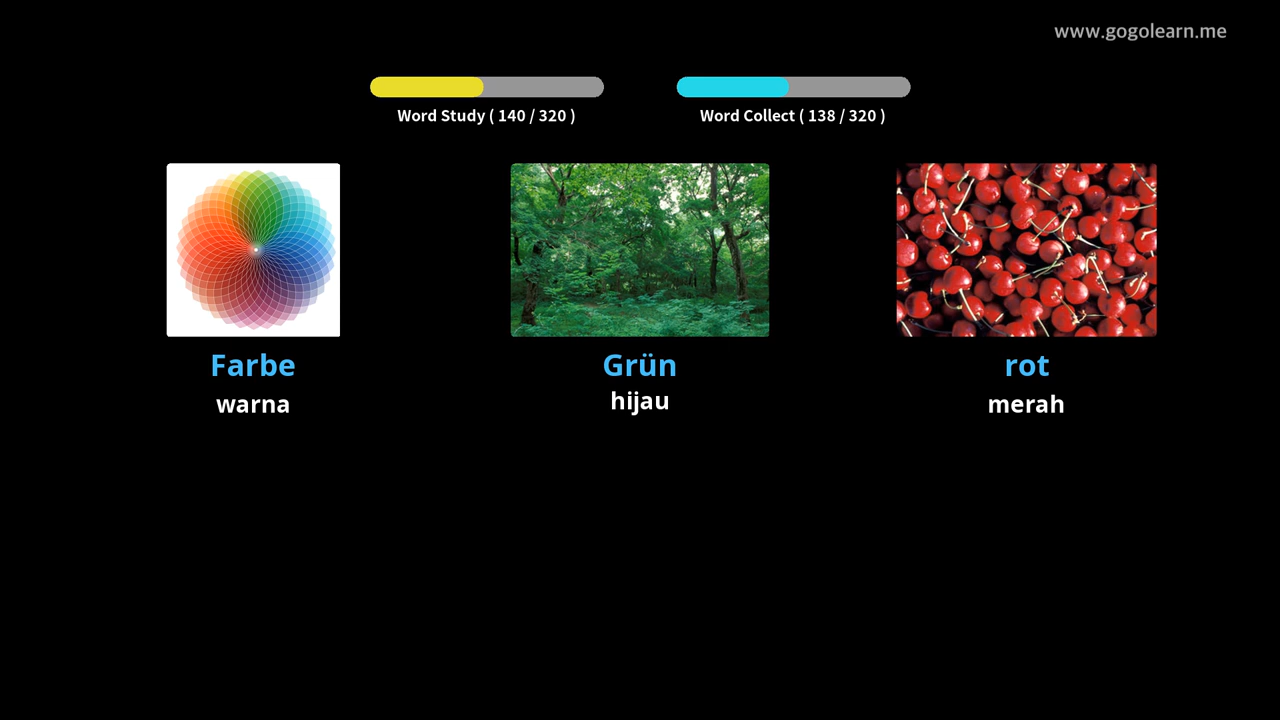 www.gogolearn.me
Word Study ( 140 / 320 )
Word Collect ( 138 / 320 )
Farbe
warna
Grün
hijau
rot
merah